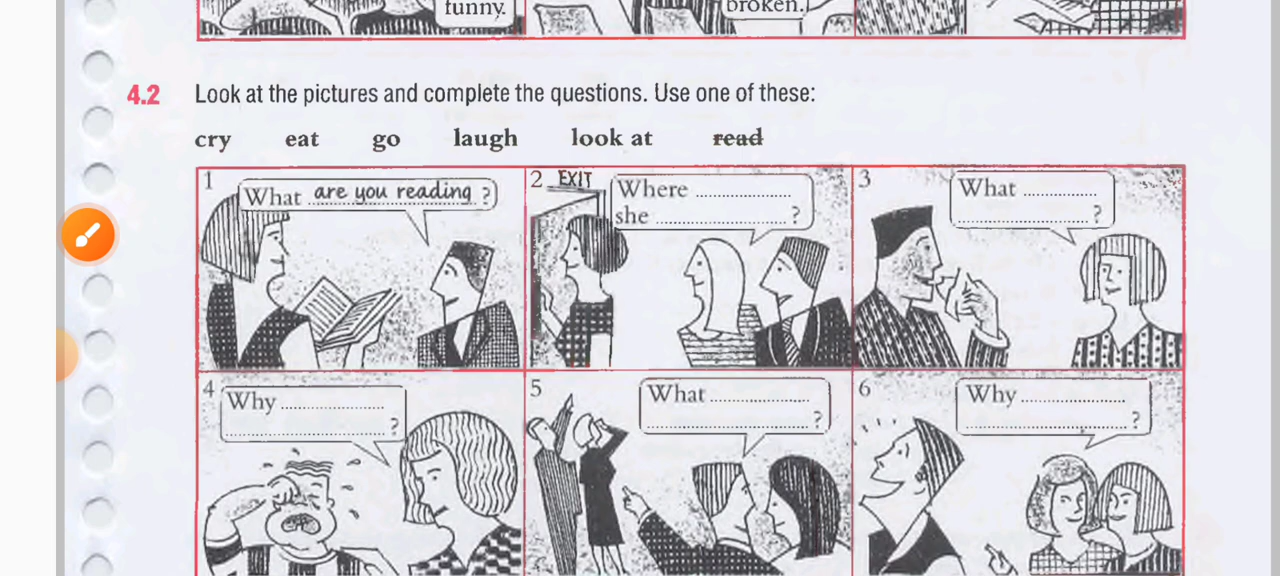 funny.
broken.
4.2 Look at the pictures and complete the questions. Use one of these:
cry eat go laugh look at read
1
What are you reading ?
2 EXIT
Where ....................
she ........................... ?
3
What ...............
........................... ?
4
Why .....................
................................. ?
5
What ....................
............................... ?
6
Why ...........................
................................. ?